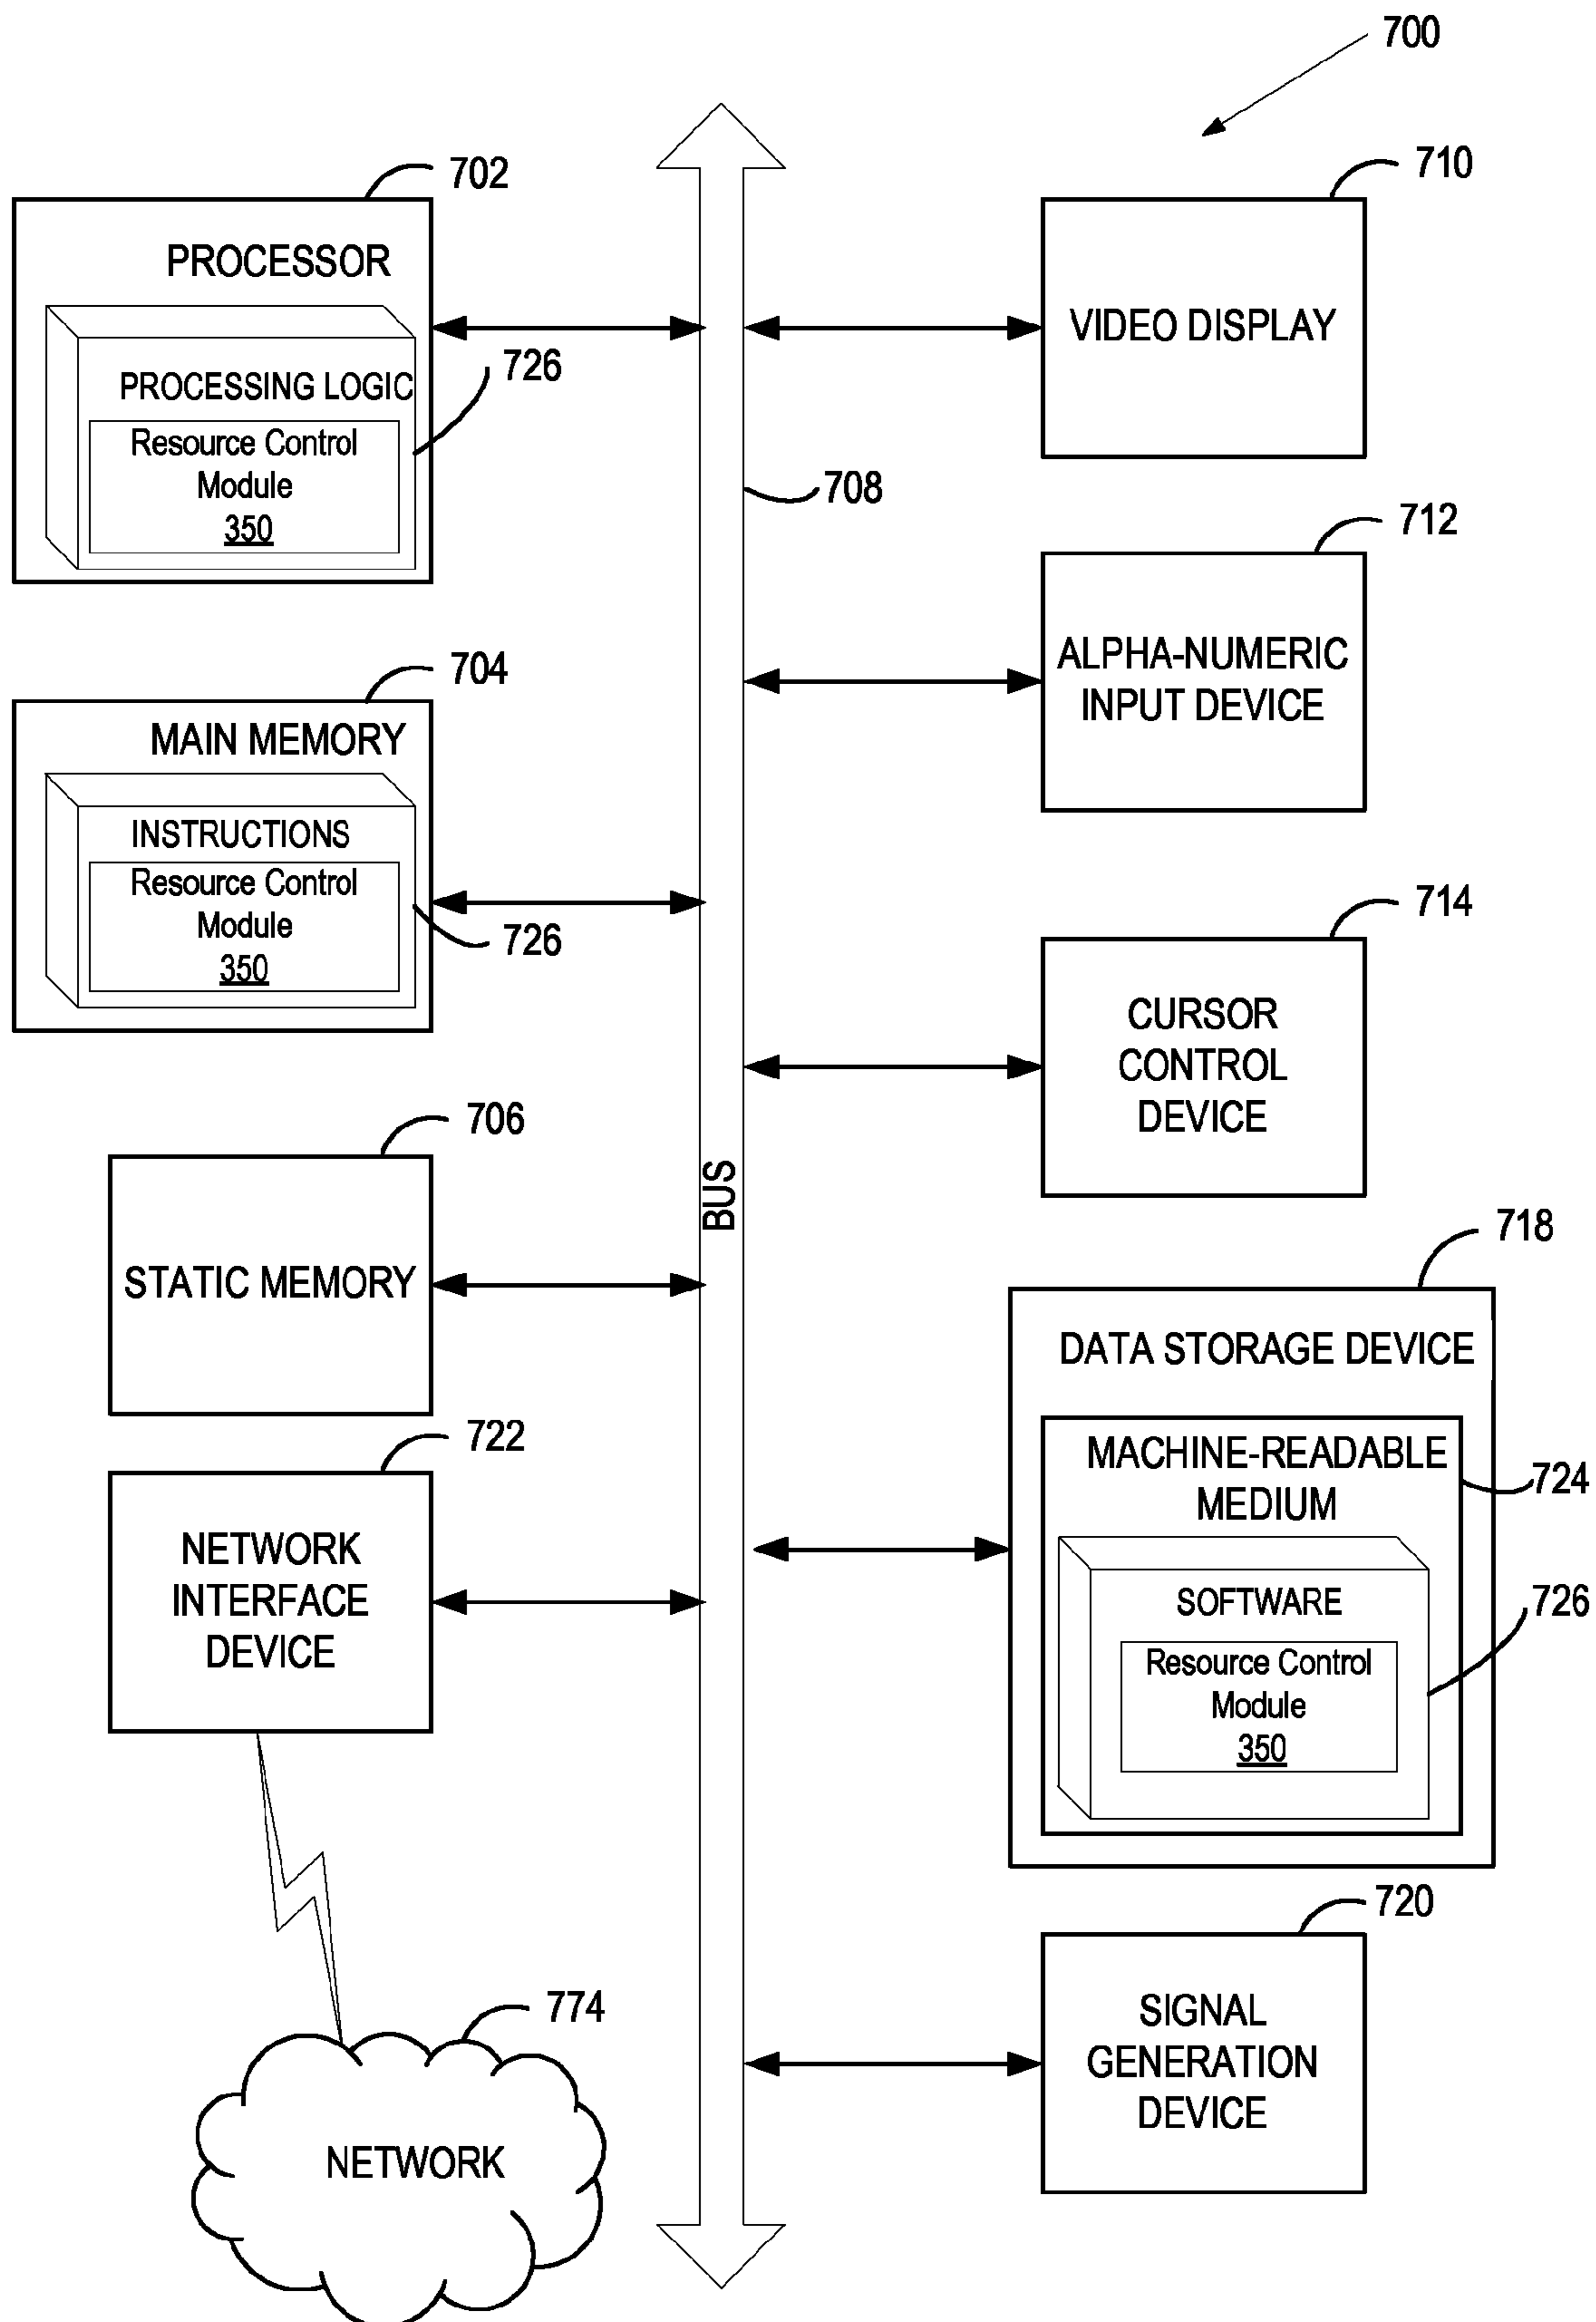 700
702
PROCESSOR
PROCESSING LOGIC
Resource Control
Module
350
726
704
MAIN MEMORY
INSTRUCTIONS
Resource Control
Module
350
726
706
STATIC MEMORY
722
NETWORK
INTERFACE
DEVICE
774
NETWORK
708
BUS
710
VIDEO DISPLAY
712
ALPHA-NUMERIC
INPUT DEVICE
714
CURSOR
CONTROL
DEVICE
718
DATA STORAGE DEVICE
MACHINE-READABLE
MEDIUM
724
SOFTWARE
Resource Control
Module
350
726
720
SIGNAL
GENERATION
DEVICE